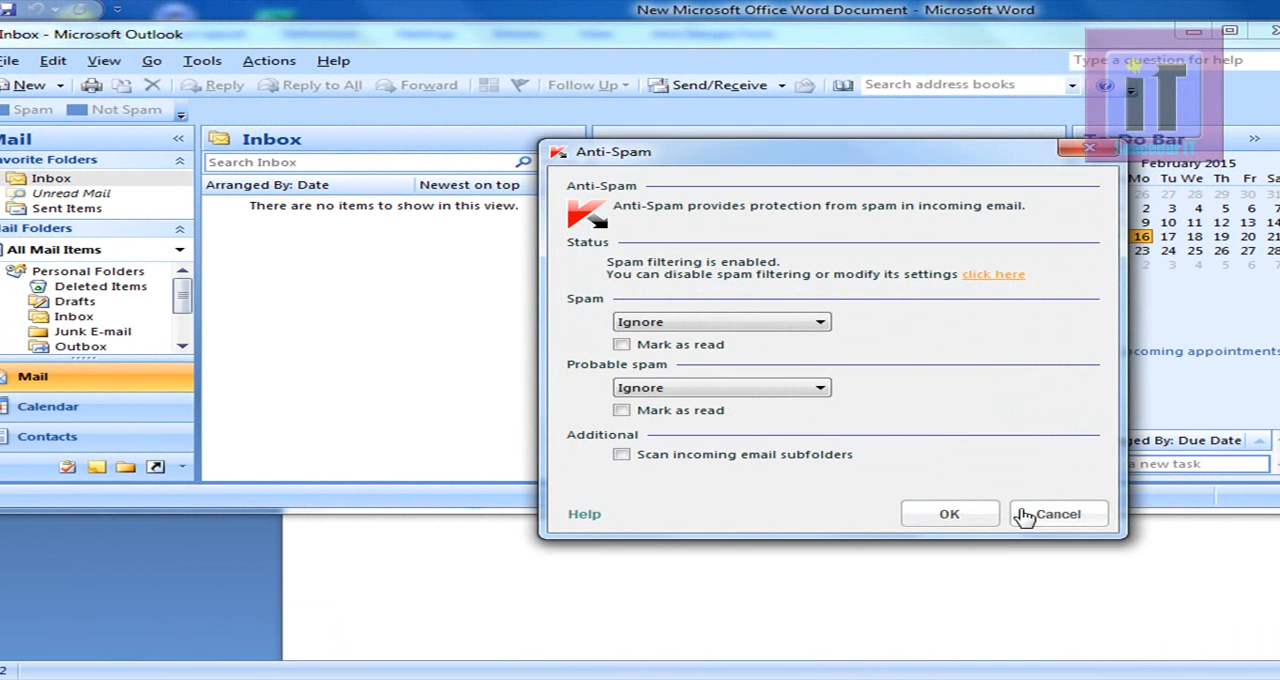 New Microsoft Office Word Document - Microsoft Word
Inbox - Microsoft Outlook
File Edit View Go Tools Actions Help
Type a question for help
New Reply Reply to All Forward Follow Up Send/Receive Search address books
Spam Not Spam
Mail
Favorite Folders
Inbox
Unread Mail
Sent Items
Mail Folders
All Mail Items
Personal Folders
Deleted Items
Drafts
Inbox
Junk E-mail
Outbox
Mail
Calendar
Contacts
Inbox
Search Inbox
Arranged By: Date Newest on top
There are no items to show in this view.
Anti-Spam
Anti-Spam
Anti-Spam provides protection from spam in incoming email.
Status
Spam filtering is enabled.
You can disable spam filtering or modify its settings click here
Spam
Ignore
Mark as read
Probable spam
Ignore
Mark as read
Additional
Scan incoming email subfolders
Help OK Cancel
iT
To Do Bar
February 2015
Mo Tu We Th Fr Sa
26 27 28 29 30 31
2 3 4 5 6 7
9 10 11 12 13 14
16 17 18 19 20 21
23 24 25 26 27 28
2 3 4 5 6 7
coming appointments
ged By: Due Date
a new task
2